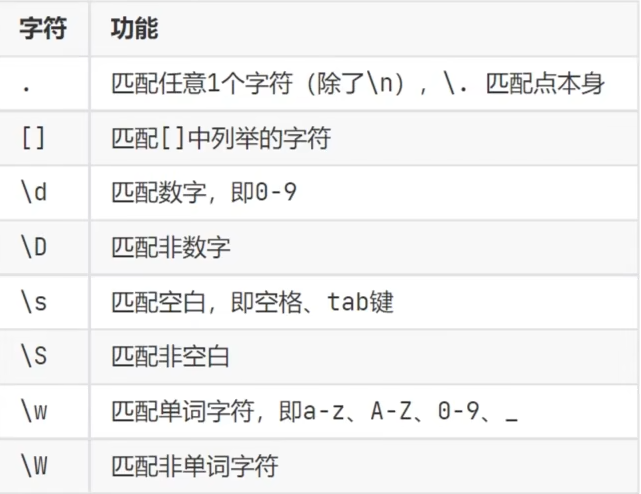 字符 功能
. 匹配任意1个字符（除了\n），\. 匹配点本身
[] 匹配[]中列举的字符
\d 匹配数字，即0-9
\D 匹配非数字
\s 匹配空白，即空格、tab键
\S 匹配非空白
\w 匹配单词字符，即a-z、A-Z、0-9、_
\W 匹配非单词字符